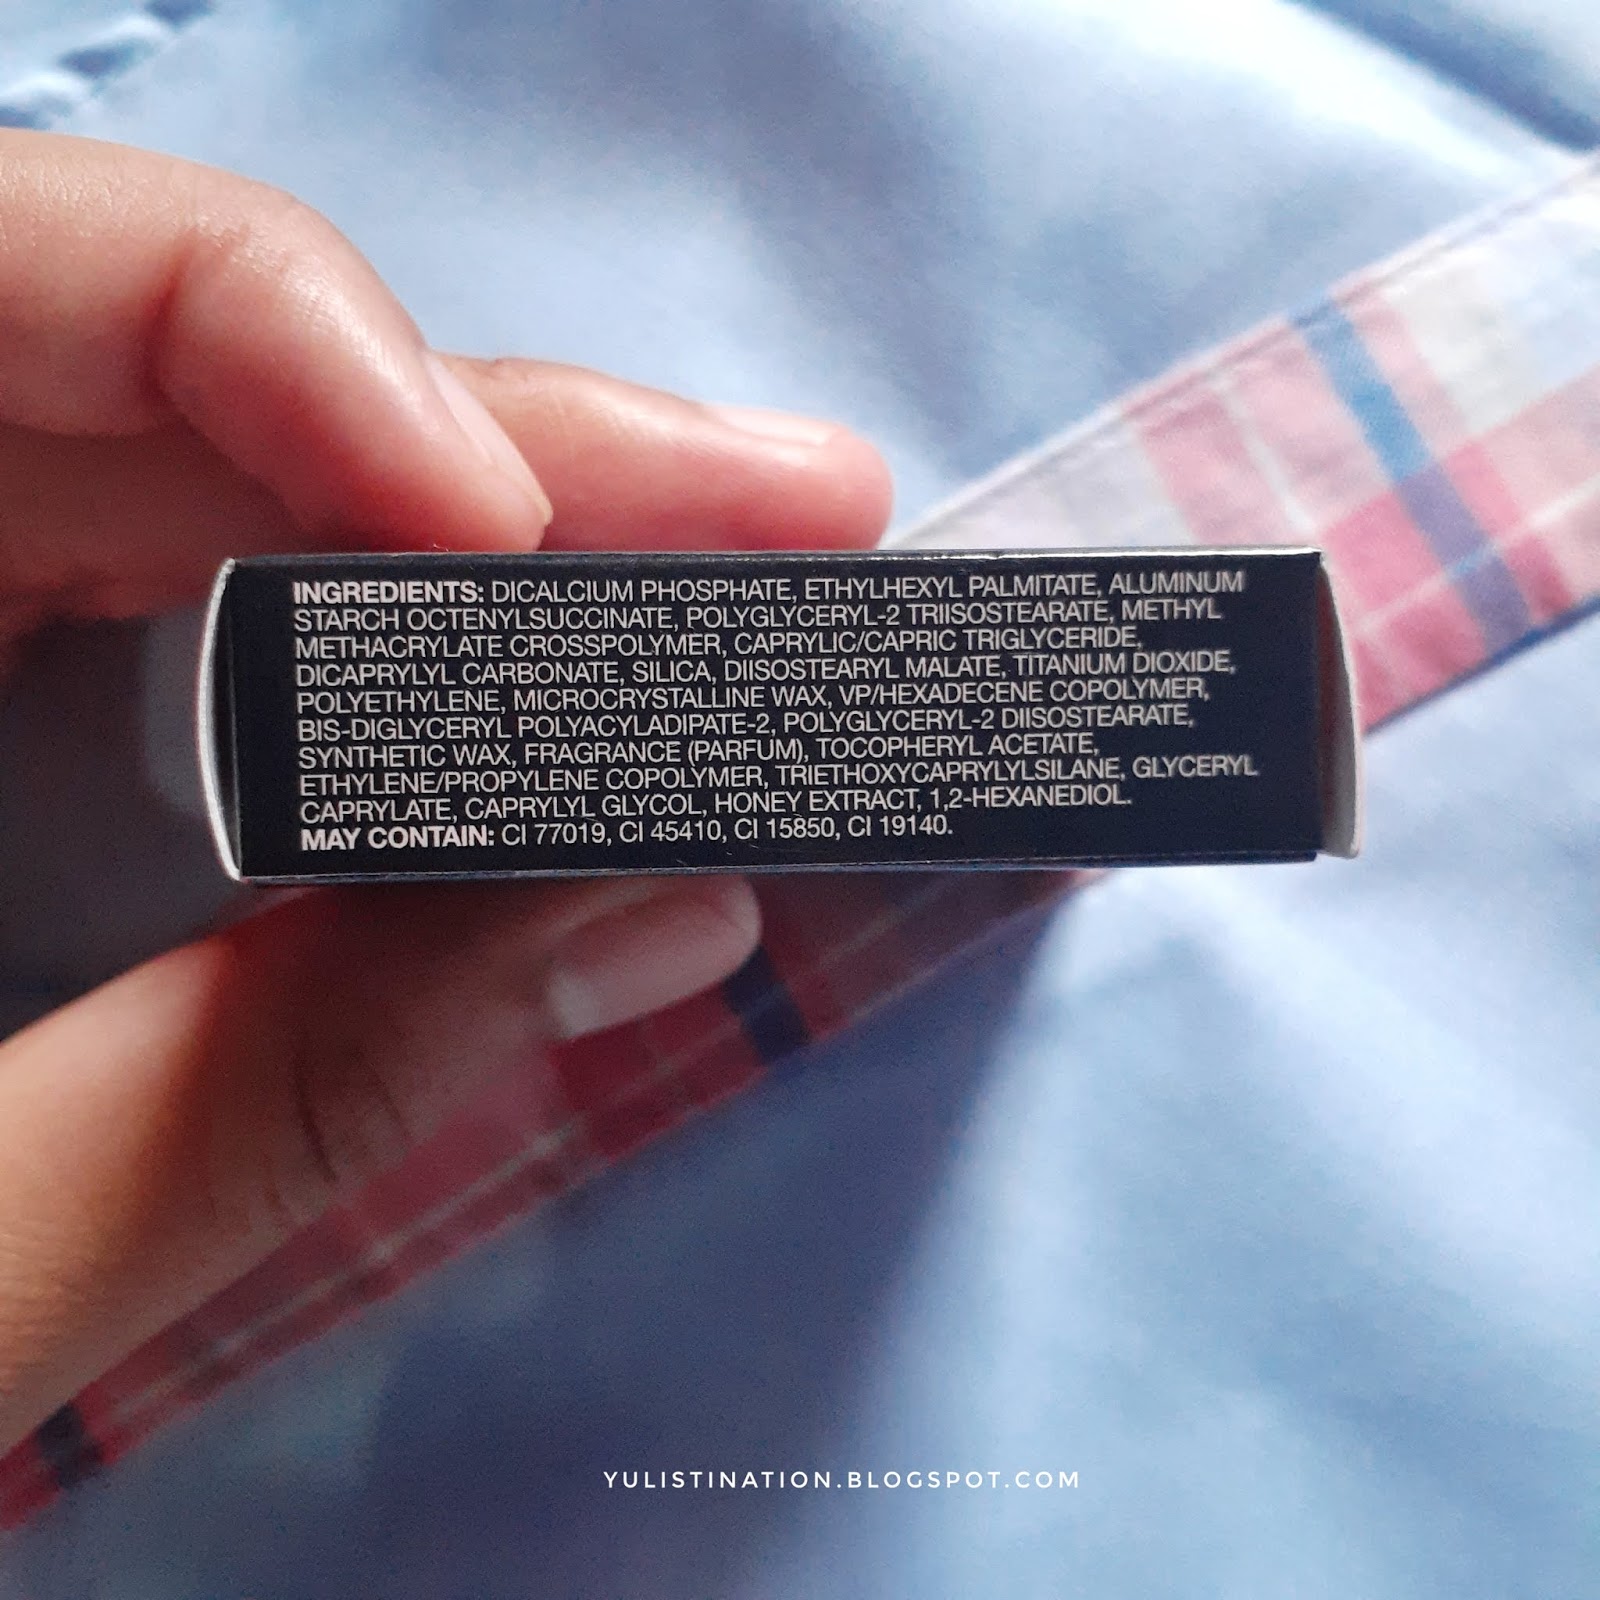 INGREDIENTS: DICALCIUM PHOSPHATE, ETHYLHEXYL PALMITATE, ALUMINUM
STARCH OCTENYLSUCCINATE, POLYGLYCERYL-2 TRIISOSTEARATE, METHYL
METHACRYLATE CROSSPOLYMER, CAPRYLIC/CAPRIC TRIGLYCERIDE,
DICAPRYLYL CARBONATE, SILICA, DIISOSTEARYL MALATE, TITANIUM DIOXIDE,
POLYETHYLENE, MICROCRYSTALLINE WAX, VP/HEXADECENE COPOLYMER,
BIS-DIGLYCERYL POLYACYLADIPATE-2, POLYGLYCERYL-2 DIISOSTEARATE,
SYNTHETIC WAX, FRAGRANCE (PARFUM), TOCOPHERYL ACETATE,
ETHYLENE/PROPYLENE COPOLYMER, TRIETHOXYCAPRYLYLSILANE, GLYCERYL
CAPRYLATE, CAPRYLYL GLYCOL, HONEY EXTRACT, 1,2-HEXANEDIOL.
MAY CONTAIN: CI 77019, CI 45410, CI 15850, CI 19140.
YULISTINATION.BLOGSPOT.COM